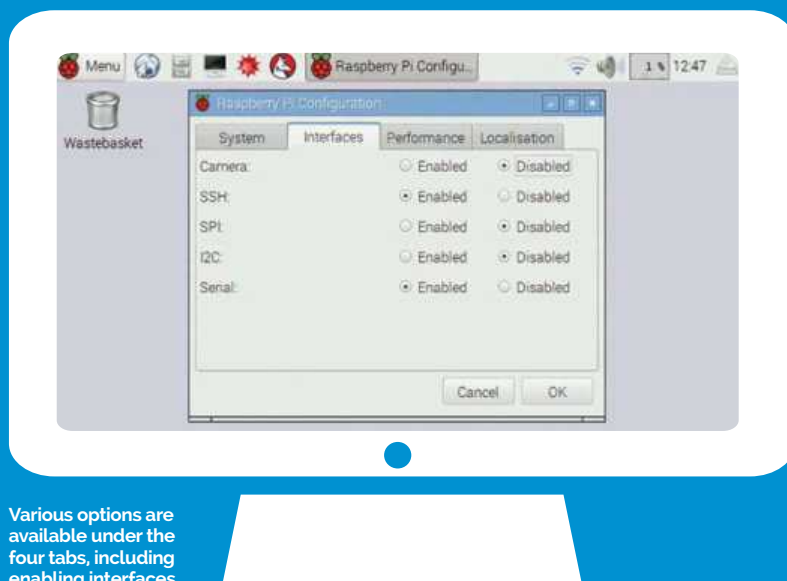 Menu Raspberry Pi Configu.. 1 % 12:47
Wastebasket
Raspberry Pi Configuration
System Interfaces Performance Localisation
Camera: Enabled Disabled
SSH: Enabled Disabled
SPI: Enabled Disabled
I2C: Enabled Disabled
Serial: Enabled Disabled
Cancel OK
Various options are
available under the
four tabs, including
enabling interfaces